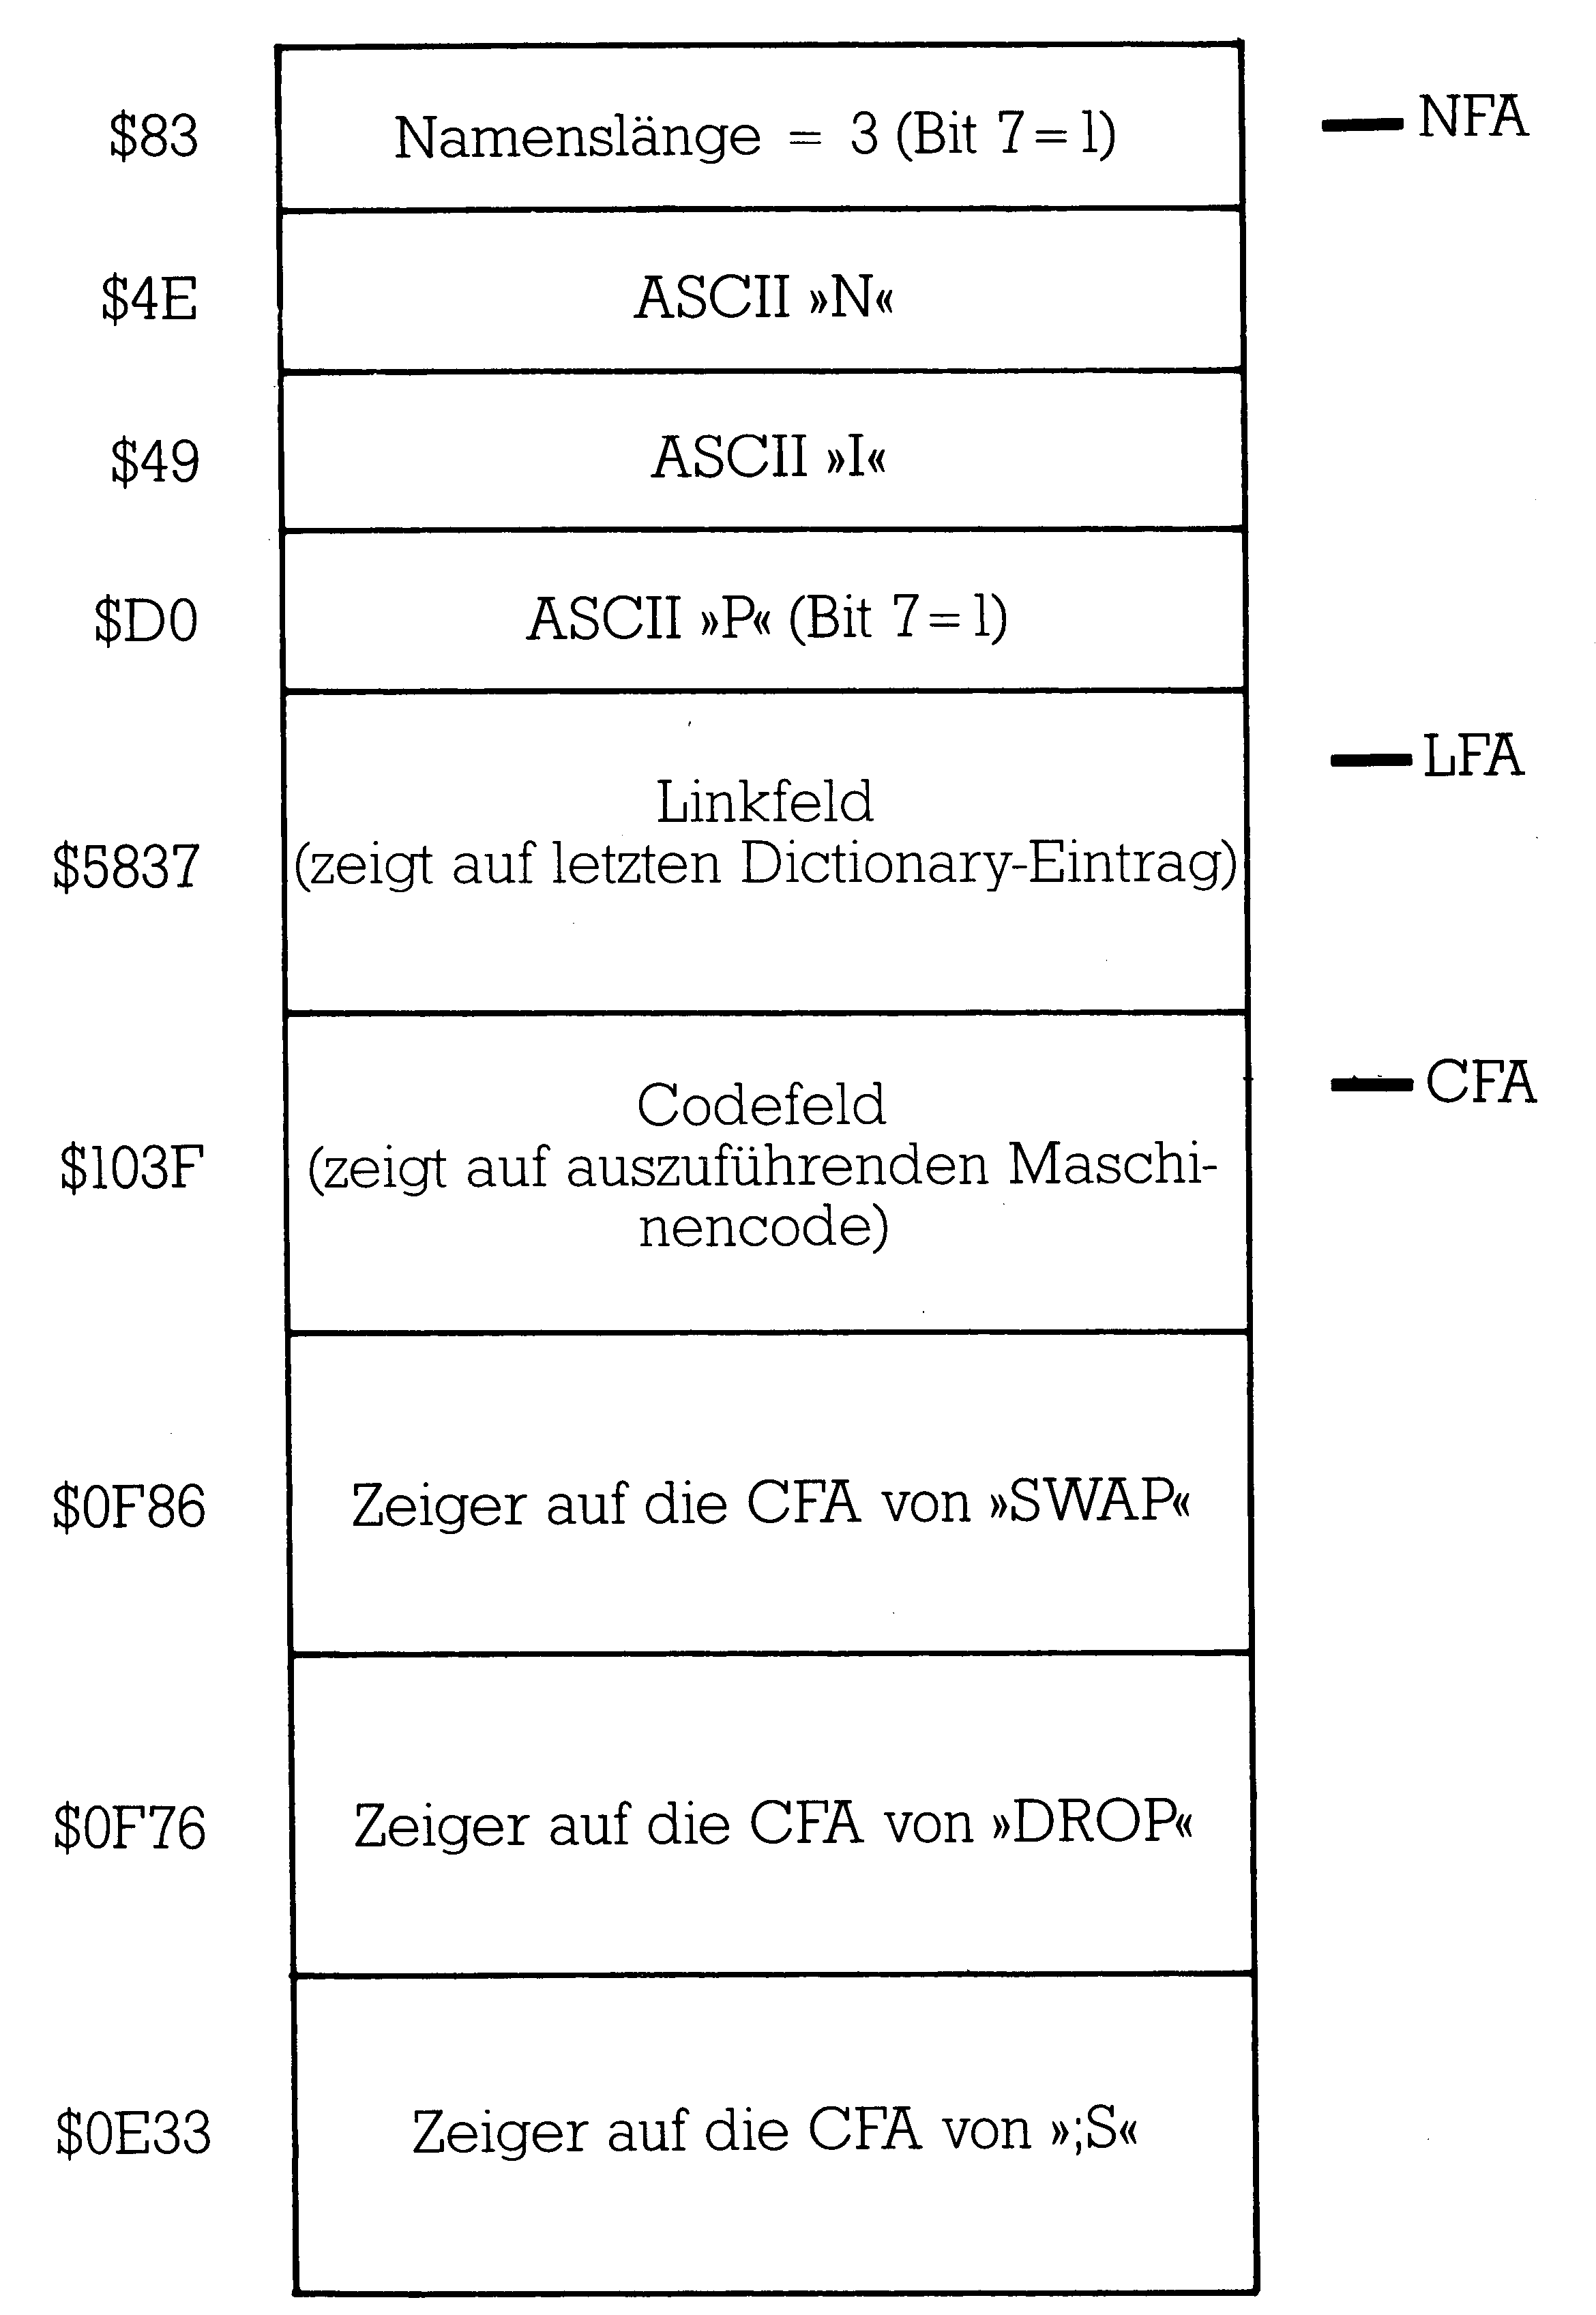 $83 Namenslänge = 3 (Bit 7=1) NFA
$4E ASCII »N«
$49 ASCII »I«
$D0 ASCII »P« (Bit 7=1)
LFA
Linkfeld
$5837 (zeigt auf letzten Dictionary-Eintrag)
CFA
Codefeld
$103F (zeigt auf auszuführenden Maschi-
nencode)
$0F86 Zeiger auf die CFA von »SWAP«
$0F76 Zeiger auf die CFA von »DROP«
$0E33 Zeiger auf die CFA von »;S«